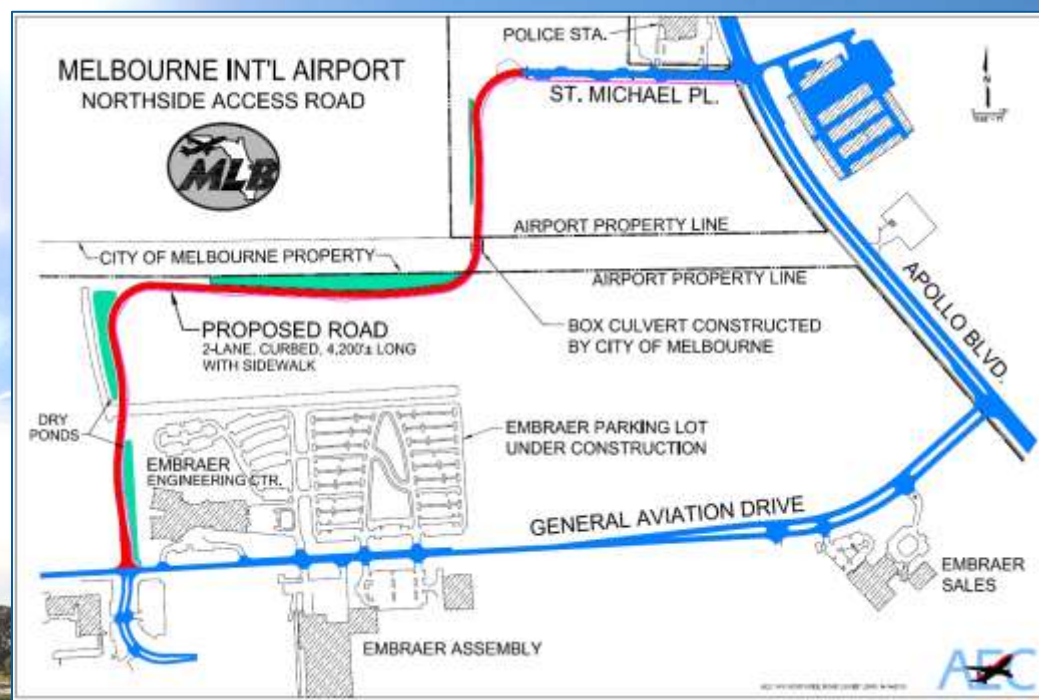 MELBOURNE INT'L AIRPORT
NORTHSIDE ACCESS ROAD
MLB
POLICE STA.
ST. MICHAEL PL.
N
AIRPORT PROPERTY LINE
CITY OF MELBOURNE PROPERTY
AIRPORT PROPERTY LINE
APOLLO BLVD.
PROPOSED ROAD
2-LANE, CURBED, 4,200'± LONG
WITH SIDEWALK
BOX CULVERT CONSTRUCTED
BY CITY OF MELBOURNE
DRY
PONDS
EMBRAER
ENGINEERING CTR.
EMBRAER PARKING LOT
UNDER CONSTRUCTION
GENERAL AVIATION DRIVE
EMBRAER
SALES
EMBRAER ASSEMBLY
AEC